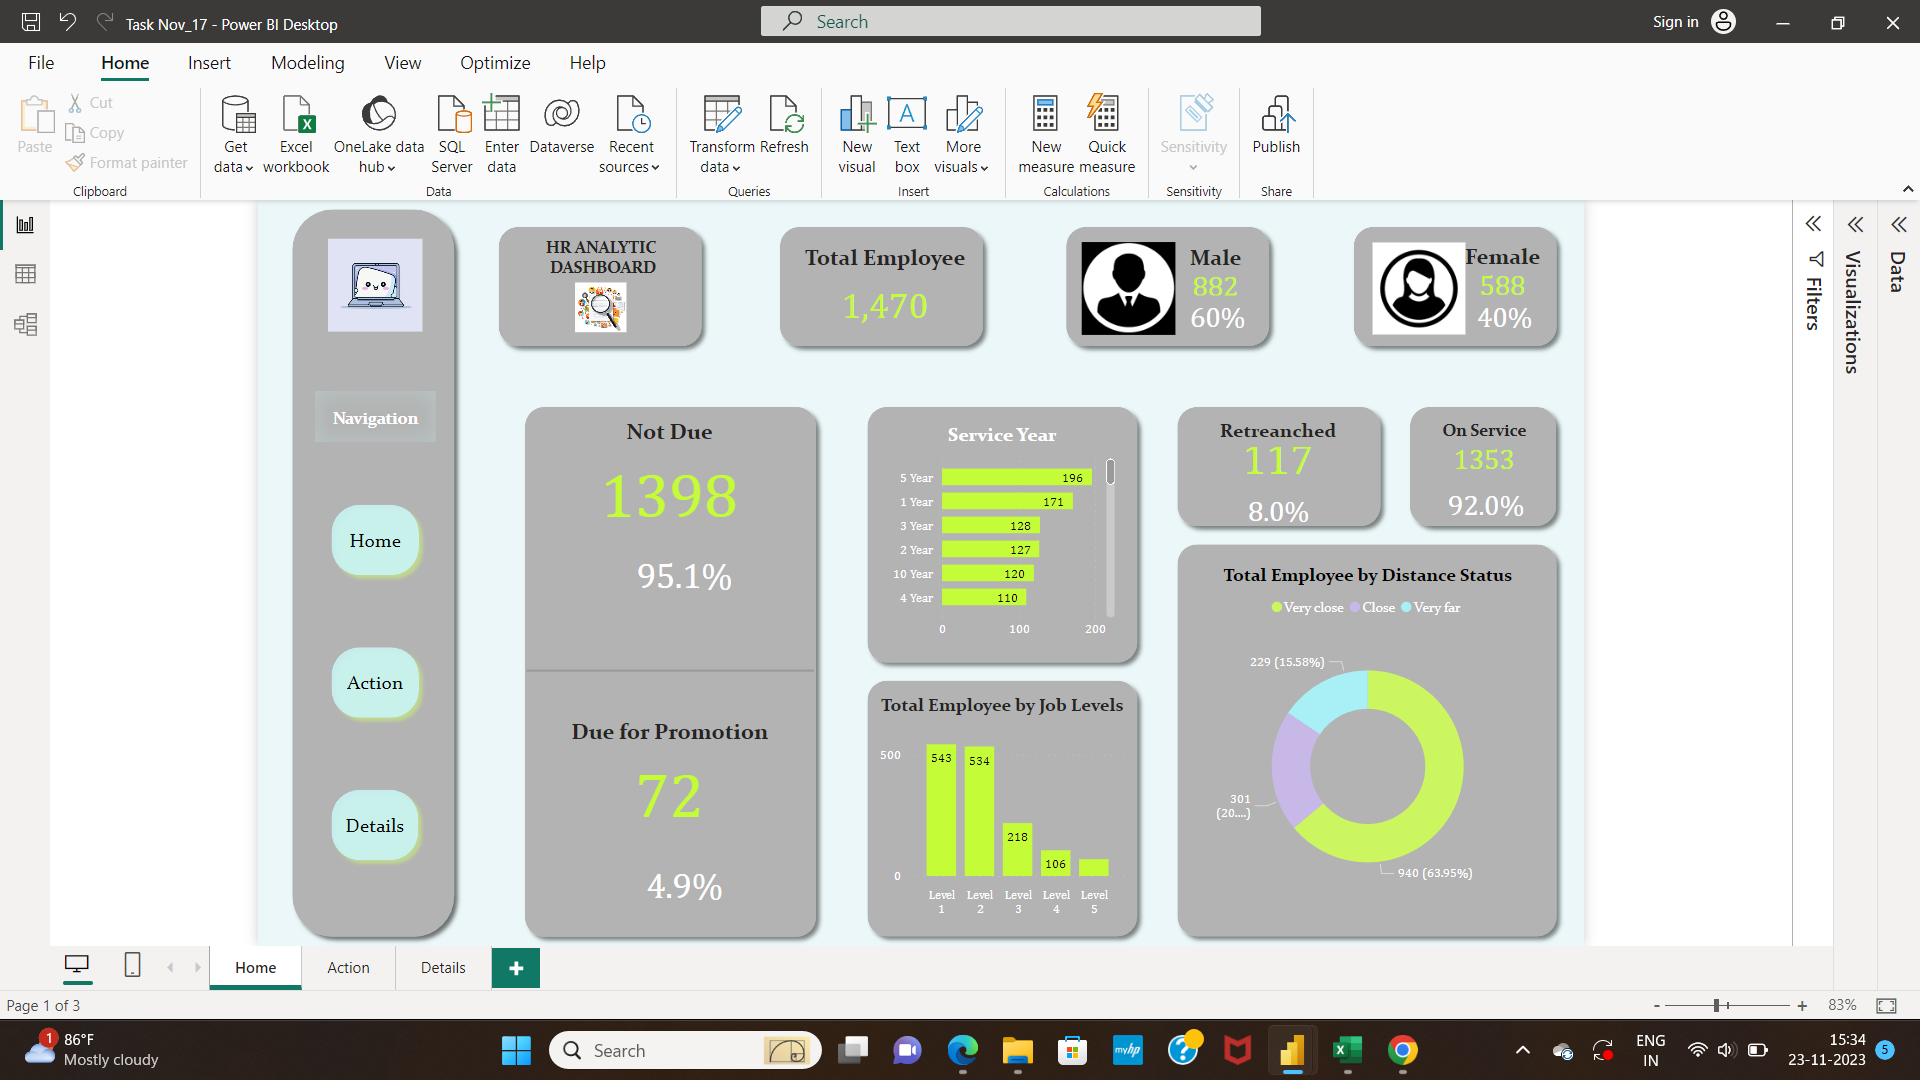 Task Nov_17 - Power BI Desktop
Search
Sign in
File Home Insert Modeling View Optimize Help
Paste
Cut
Copy
Format painter
Clipboard
Get data
Excel workbook
OneLake data hub
SQL Server
Enter data
Dataverse
Recent sources
Data
Transform data
Refresh
Queries
New visual
Text box
More visuals
Insert
New measure
Quick measure
Calculations
Sensitivity
Sensitivity
Publish
Share
Navigation
Home
Action
Details
HR ANALYTIC
DASHBOARD
Total Employee
1,470
Male
882
60%
Female
588
40%
Not Due
1398
95.1%
Due for Promotion
72
4.9%
Service Year
5 Year 196
1 Year 171
3 Year 128
2 Year 127
10 Year 120
4 Year 110
0 100 200
Total Employee by Job Levels
500
0
543 534 218 106
Level 1 Level 2 Level 3 Level 4 Level 5
Retreanched
117
8.0%
On Service
1353
92.0%
Total Employee by Distance Status
Very close Close Very far
229 (15.58%)
301
(20....)
940 (63.95%)
Filters
Visualizations
Data
Home Action Details
Page 1 of 3
- + 83%
1
86°F
Mostly cloudy
Search
myhp
ENG
IN
15:34
23-11-2023
5